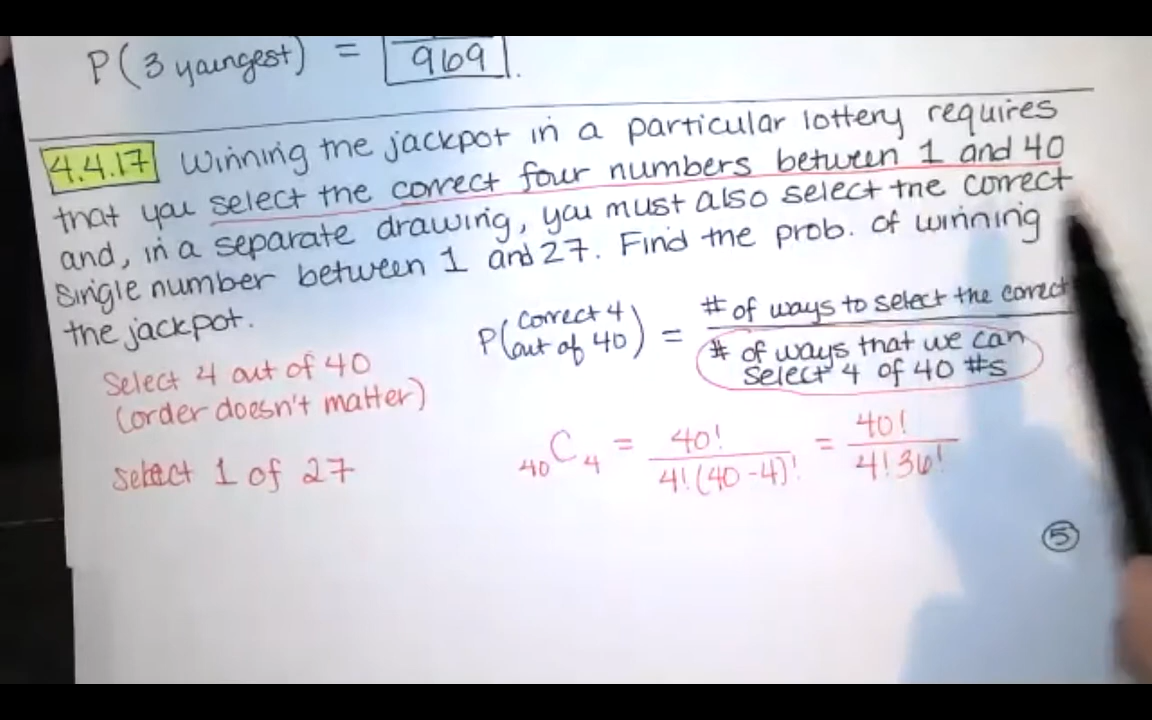 P(3 youngest) = 969.
4.4.17 Winning the jackpot in a particular lottery requires
that you select the correct four numbers between 1 and 40
and, in a separate drawing, you must also select the correct
single number between 1 and 27. Find the prob. of winning
the jackpot.
P(correct 4 out of 40) = # of ways to select the correct
# of ways that we can
select 4 of 40 #s
Select 4 out of 40
(order doesn't matter)
select 1 of 27
40C4 = 40! / 4!(40-4)! = 40! / 4!36!
5